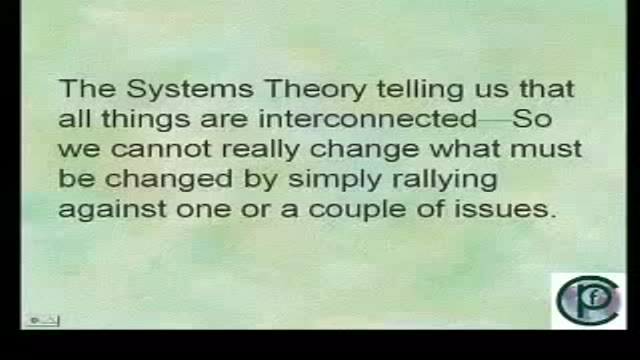 The Systems Theory telling us that
all things are interconnected—So
we cannot really change what must
be changed by simply rallying
against one or a couple of issues.
C
P
f